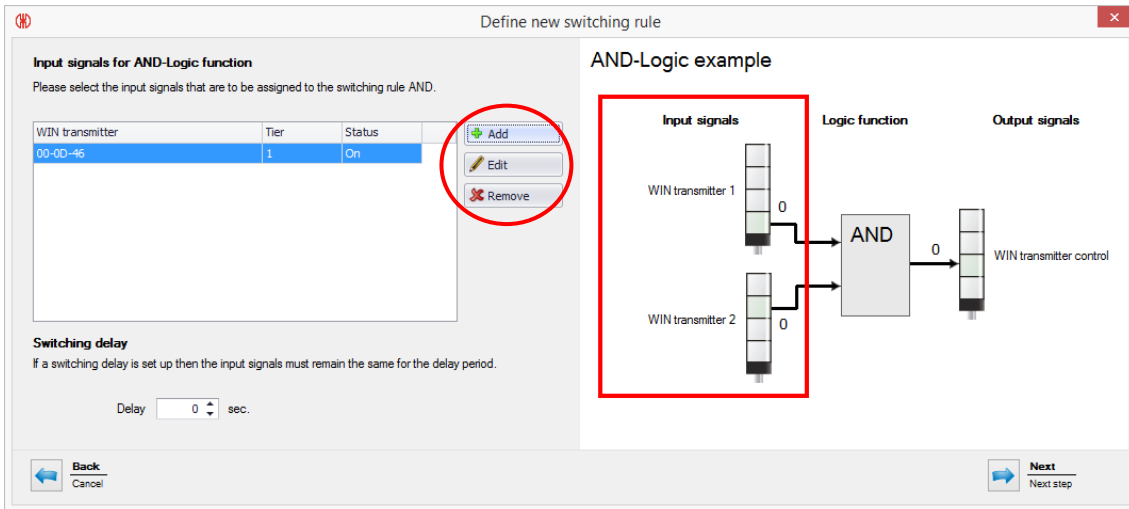 Define new switching rule
Input signals for AND-Logic function
Please select the input signals that are to be assigned to the switching rule AND.
WIN transmitter Tier Status
00-0D-46 1 On
Add
Edit
Remove
Switching delay
If a switching delay is set up then the input signals must remain the same for the delay period.
Delay 0 sec.
AND-Logic example
Input signals Logic function Output signals
WIN transmitter 1
0
AND
0
WIN transmitter control
WIN transmitter 2
0
Back
Cancel
Next
Next step